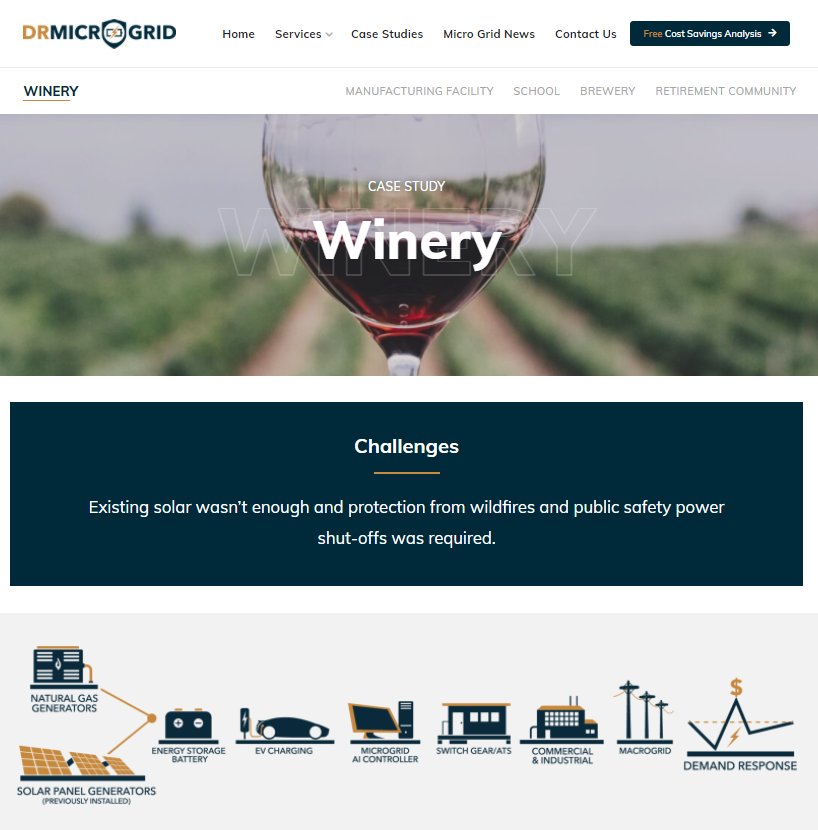 DRMICROGRID
Home Services Case Studies Micro Grid News Contact Us Free Cost Savings Analysis
WINERY MANUFACTURING FACILITY SCHOOL BREWERY RETIREMENT COMMUNITY
CASE STUDY
WINERY
Winery
Challenges
Existing solar wasn't enough and protection from wildfires and public safety power
shut-offs was required.
NATURAL GAS
GENERATORS
SOLAR PANEL GENERATORS
(PREVIOUSLY INSTALLED)
ENERGY STORAGE
BATTERY
EV CHARGING
MICROGRID
AI CONTROLLER
SWITCH GEAR/ATS
COMMERCIAL
& INDUSTRIAL
MACROGRID
$
DEMAND RESPONSE